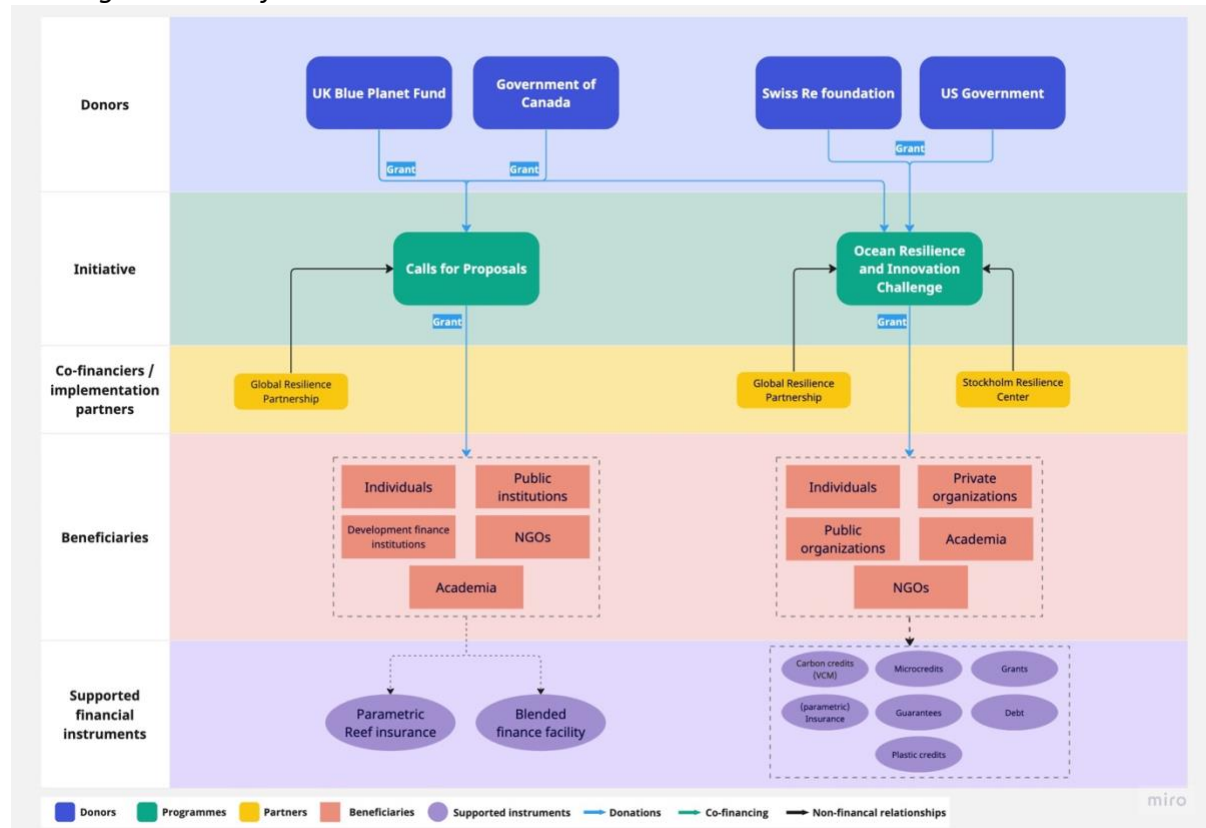 Donors
UK Blue Planet Fund
Government of
Canada
Swiss Re foundation
US Government
Grant
Grant
Grant
Initiative
Calls for Proposals
Ocean Resilience
and Innovation
Challenge
Grant
Grant
Co-financiers /
implementation
partners
Global Resilience
Partnership
Global Resilience
Partnership
Stockholm Resilience
Center
Beneficiaries
Individuals
Public
institutions
Development finance
institutions
NGOs
Academia
Individuals
Private
organizations
Public
organizations
Academia
NGOs
Supported
financial
instruments
Parametric
Reef insurance
Blended
finance facility
Carbon credits
(VCM)
Microcredits
Grants
(parametric)
Insurance
Guarantees
Debt
Plastic credits
miro
Donors
Programmes
Partners
Beneficiaries
Supported instruments
Donations
Co-financing
Non-financal relationships